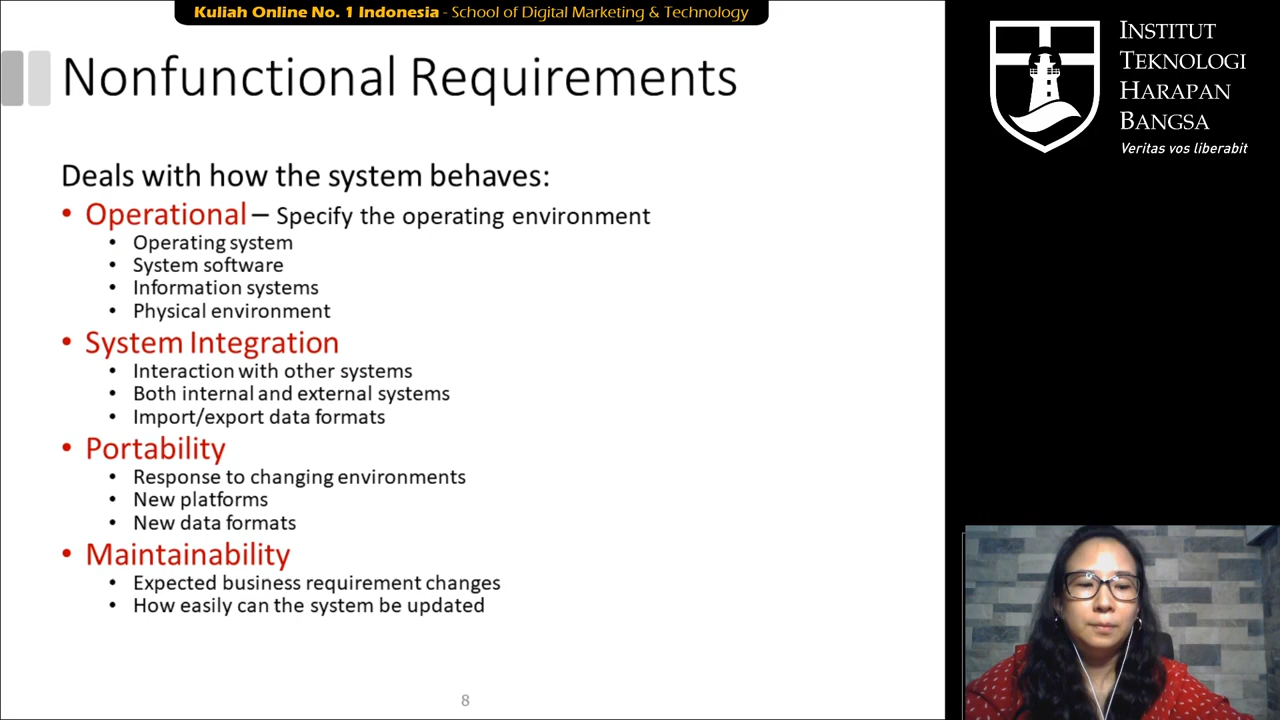 Kuliah Online No. 1 Indonesia - School of Digital Marketing & Technology
Nonfunctional Requirements
Deals with how the system behaves:
• Operational – Specify the operating environment
• Operating system
• System software
• Information systems
• Physical environment
• System Integration
• Interaction with other systems
• Both internal and external systems
• Import/export data formats
• Portability
• Response to changing environments
• New platforms
• New data formats
• Maintainability
• Expected business requirement changes
• How easily can the system be updated
8
INSTITUT
TEKNOLOGI
HARAPAN
BANGSA
Veritas vos liberabit